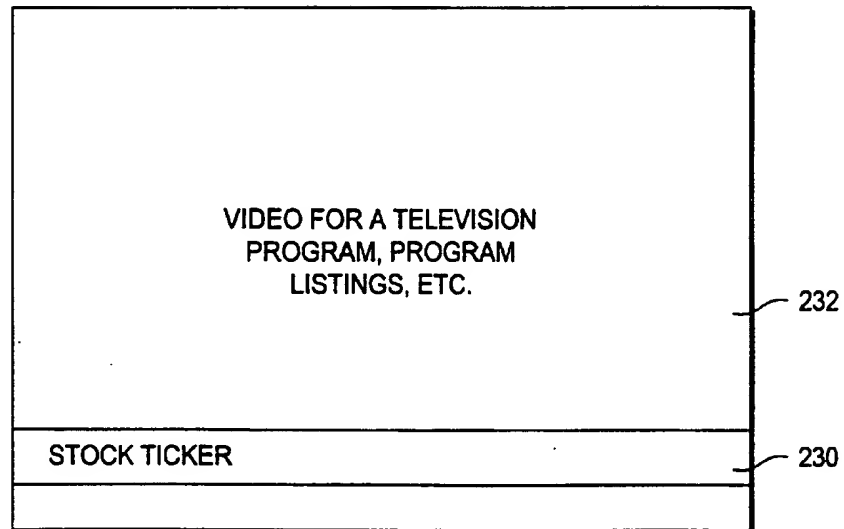 VIDEO FOR A TELEVISION
PROGRAM, PROGRAM
LISTINGS, ETC.
232
STOCK TICKER
230